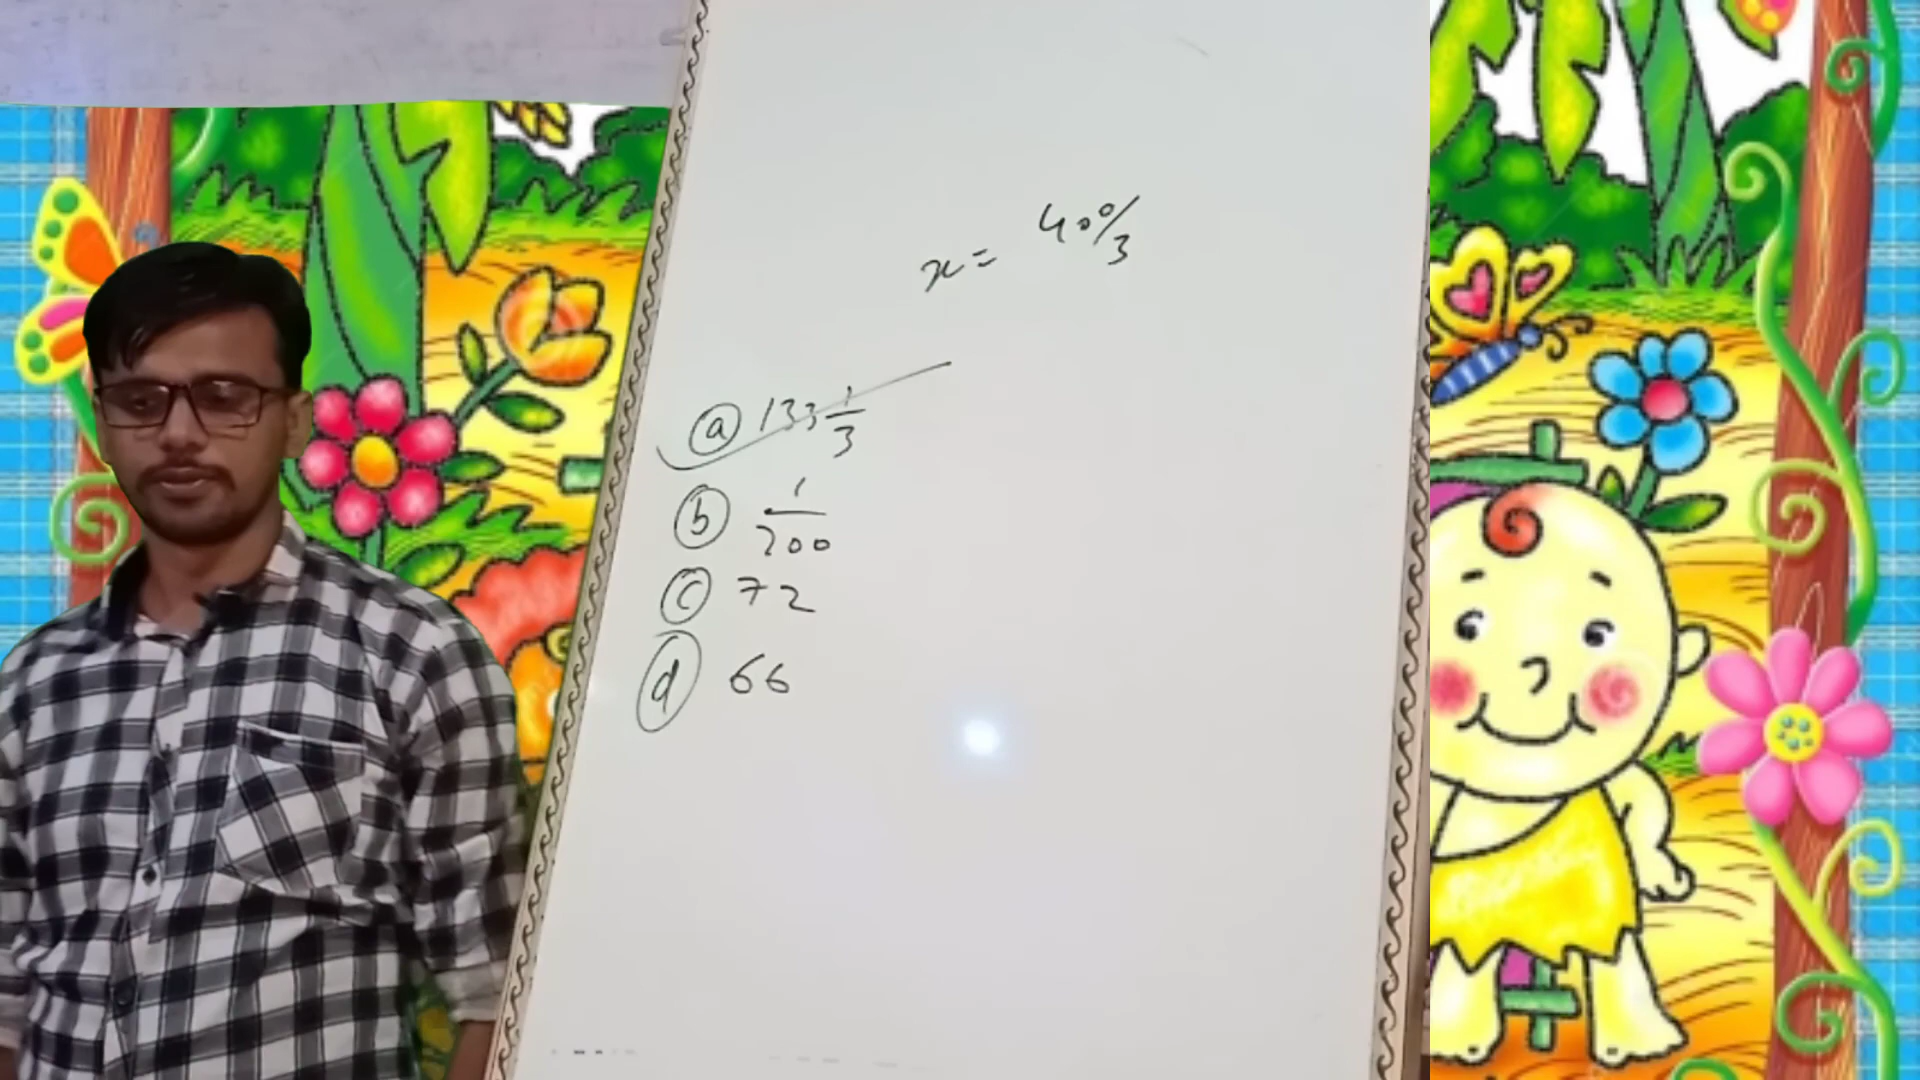 x = 400/3
(a) 133 1/3
(b) 1/200
(c) 72
(d) 66